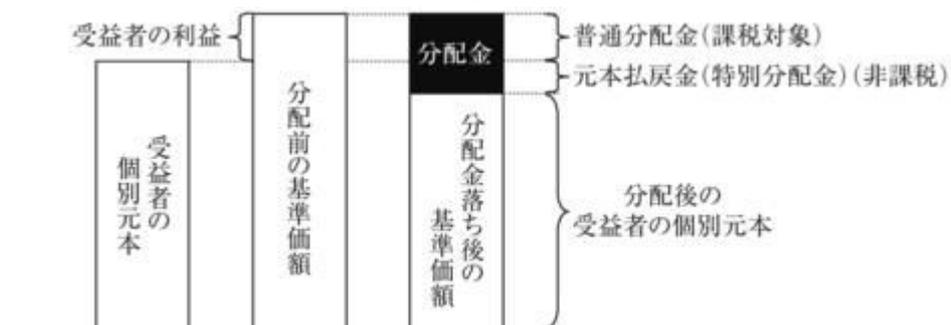 受益者の利益
分配金
普通分配金(課税対象)
元本払戻金(特別分配金)(非課税)
受益者の
個別元本
分配前の基準価額
分配金落ち後の
基準価額
分配後の
受益者の個別元本